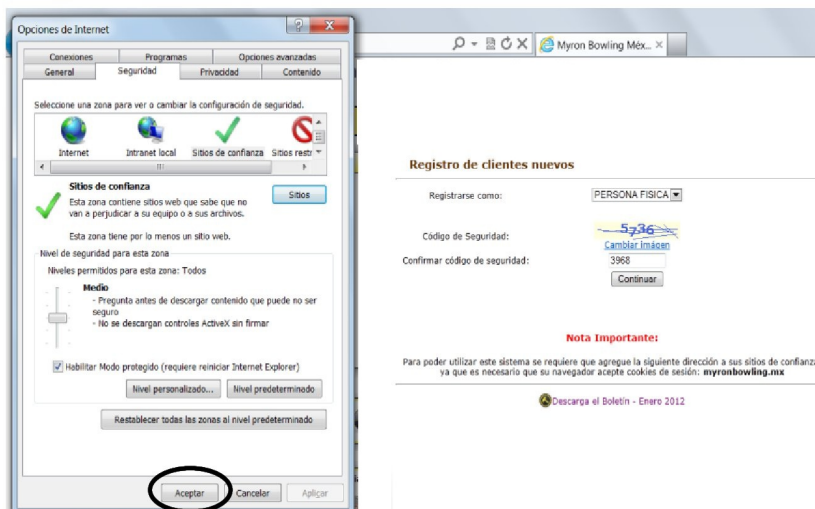 Opciones de Internet
Conexiones Programas Opciones avanzadas
General Seguridad Privacidad Contenido
Seleccione una zona para ver o cambiar la configuración de seguridad.
Internet Intranet local Sitios de confianza Sitios restr
Sitios de confianza
Sitios
Esta zona contiene sitios web que sabe que no
van a perjudicar a su equipo o a sus archivos.
Esta zona tiene por lo menos un sitio web.
Nivel de seguridad para esta zona
Niveles permitidos para esta zona: Todos
Medio
- Pregunta antes de descargar contenido que puede no ser
seguro
- No se descargan controles ActiveX sin firmar
Habilitar Modo protegido (requiere reiniciar Internet Explorer)
Nivel personalizado... Nivel predeterminado
Restablecer todas las zonas al nivel predeterminado
Aceptar Cancelar Aplicar
Myron Bowling Méx...
Registro de clientes nuevos
Registrarse como: PERSONA FISICA
Código de Seguridad: 5736
Cambiar imágen
Confirmar código de seguridad: 3968
Continuar
Nota Importante:
Para poder utilizar este sistema se requiere que agregue la siguiente dirección a sus sitios de confianza
ya que es necesario que su navegador acepte cookies de sesión: myronbowling.mx
Descarga el Boletín - Enero 2012